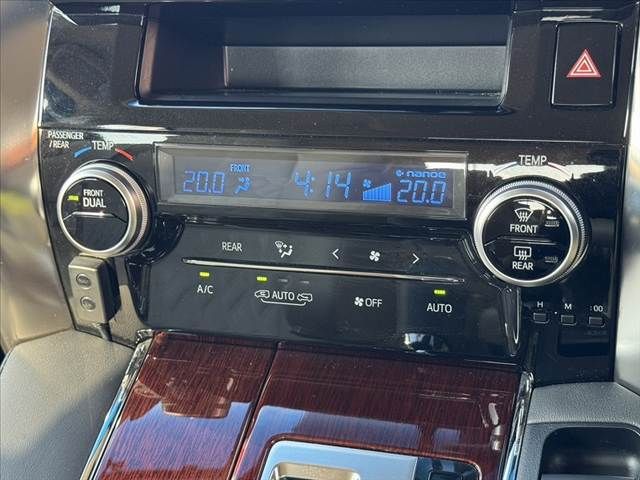 PASSENGER
/REAR
TEMP
FRONT
DUAL
FRONT
20.0
4:14
nanoe
20.0
TEMP
FRONT
REAR
REAR
<
>
A/C
AUTO
OFF
AUTO
H
M
:00